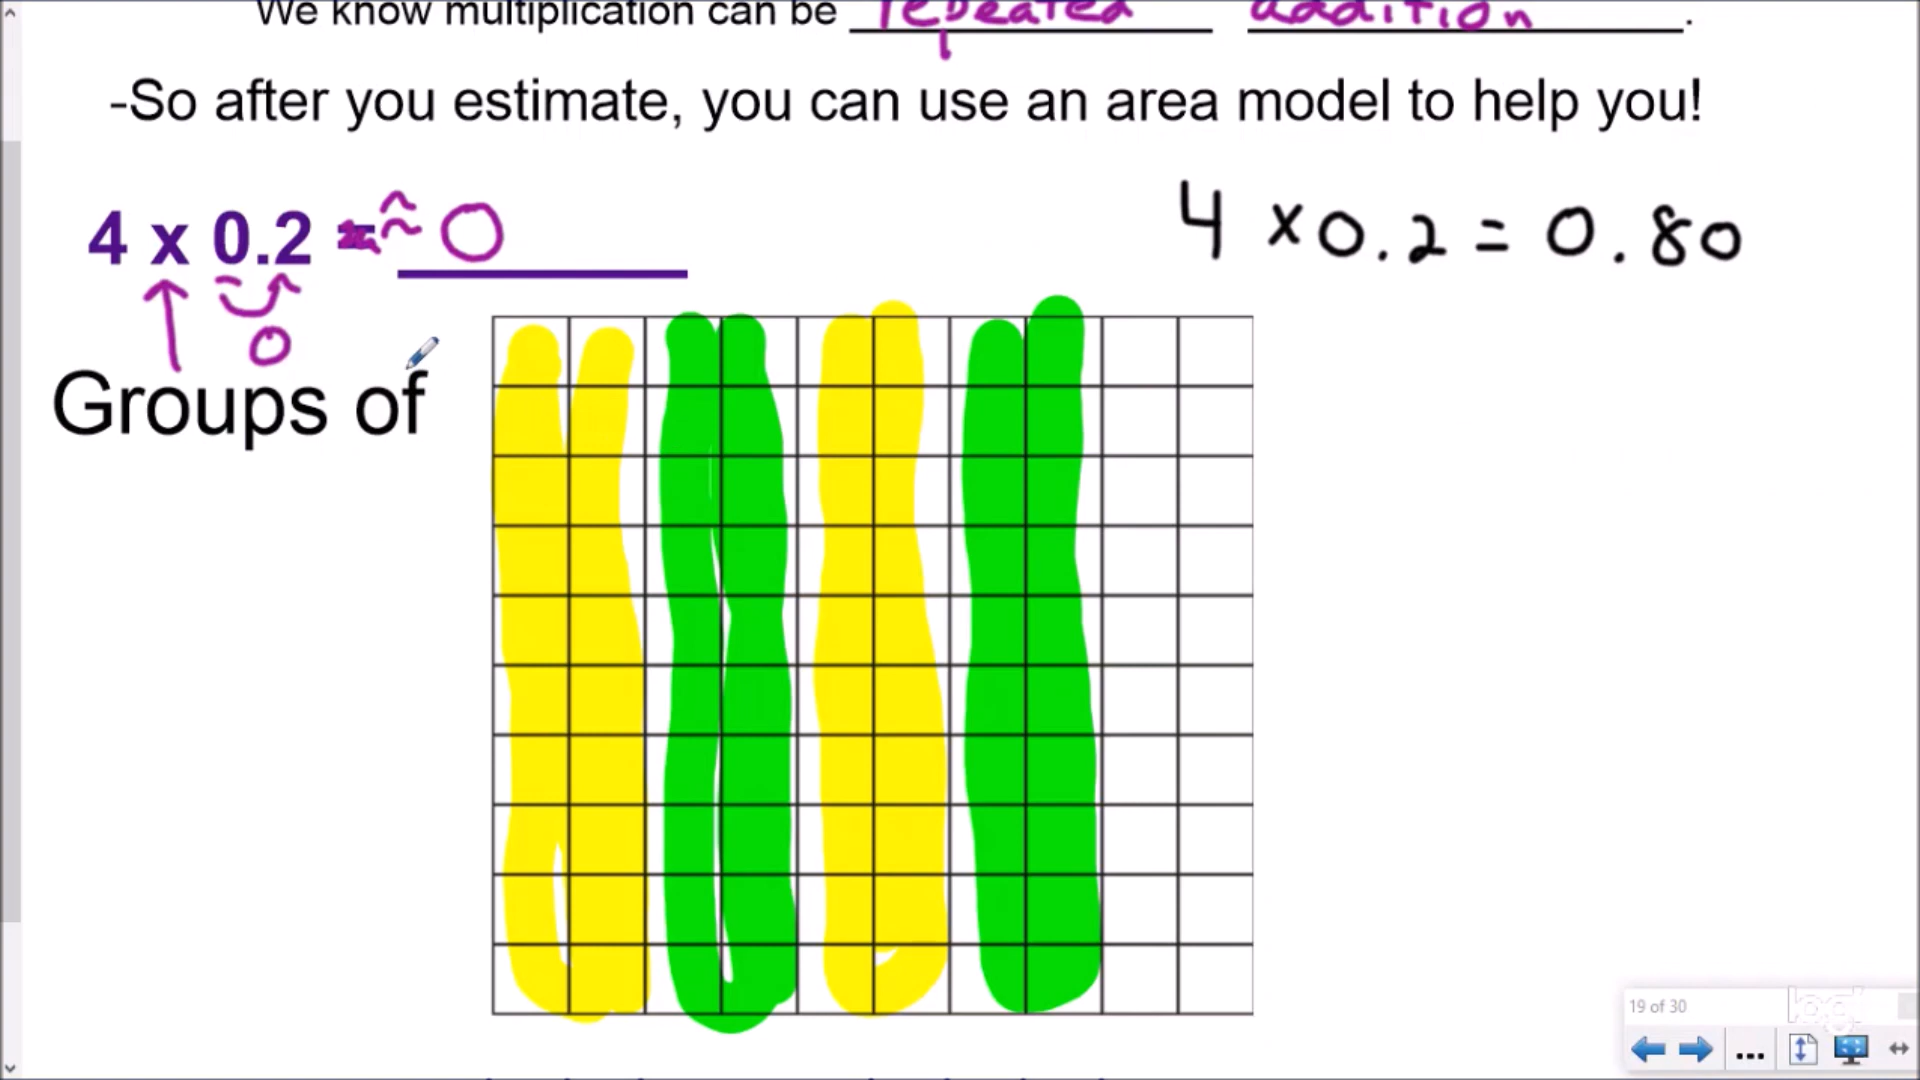 We know multiplication can be repeated addition.
-So after you estimate, you can use an area model to help you!
4 x 0.2 = ≈ 0
4 x 0.2 = 0.80
0
Groups of
19 of 30